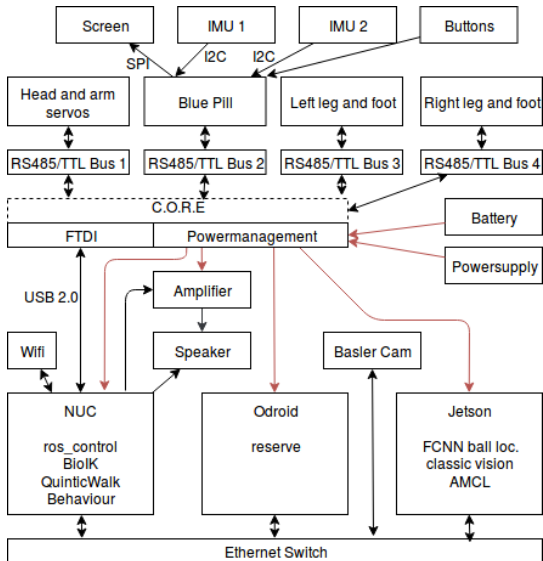 Screen
IMU 1
IMU 2
Buttons
SPI
I2C
I2C
Head and arm
servos
Blue Pill
Left leg and foot
Right leg and foot
RS485/TTL Bus 1
RS485/TTL Bus 2
RS485/TTL Bus 3
RS485/TTL Bus 4
C.O.R.E
FTDI
Powermanagement
Battery
Powersupply
USB 2.0
Amplifier
Wifi
Speaker
Basler Cam
NUC
ros_control
BioIK
QuinticWalk
Behaviour
Odroid
reserve
Jetson
FCNN ball loc.
classic vision
AMCL
Ethernet Switch